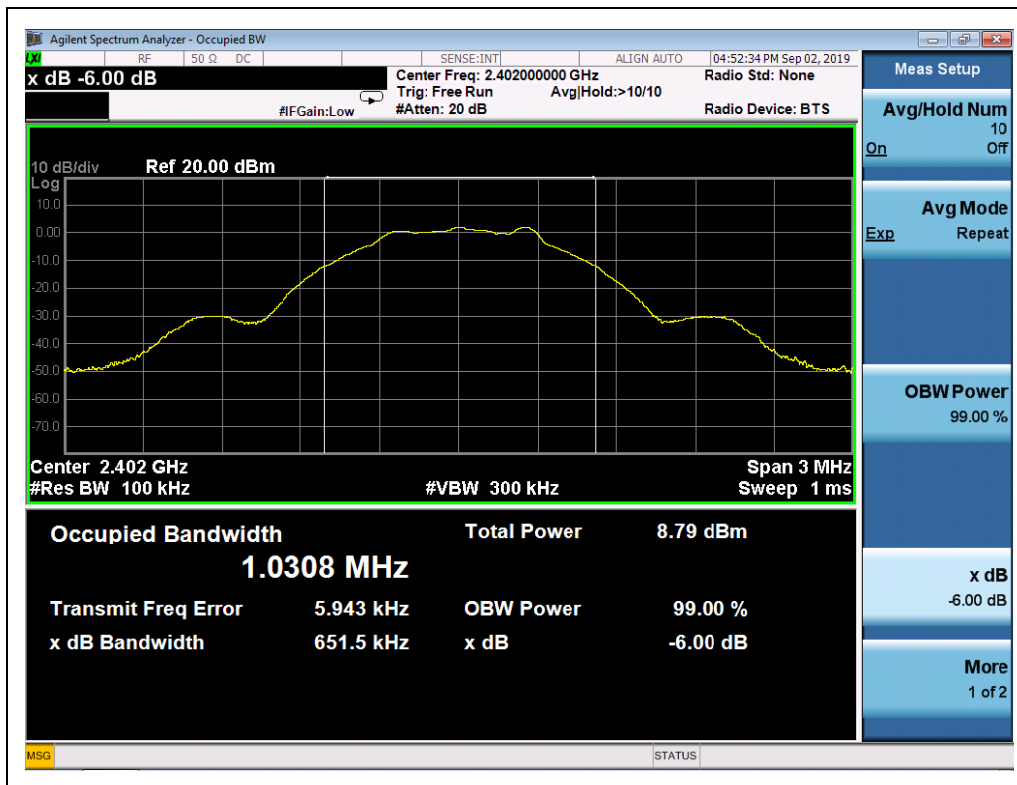 Agilent Spectrum Analyzer - Occupied BW
LXI RF 50 Ω DC SENSE:INT ALIGN AUTO 04:52:34 PM Sep 02, 2019
x dB -6.00 dB
Center Freq: 2.402000000 GHz Radio Std: None
Trig: Free Run Avg|Hold:>10/10
#IFGain:Low #Atten: 20 dB Radio Device: BTS
10 dB/div Ref 20.00 dBm
Log
10.0
0.00
-10.0
-20.0
-30.0
-40.0
-50.0
-60.0
-70.0
Center 2.402 GHz Span 3 MHz
#Res BW 100 kHz #VBW 300 kHz Sweep 1 ms
Occupied Bandwidth Total Power 8.79 dBm
1.0308 MHz
Transmit Freq Error 5.943 kHz OBW Power 99.00 %
x dB Bandwidth 651.5 kHz x dB -6.00 dB
MSG STATUS
Meas Setup
Avg/Hold Num
10
On Off
Avg Mode
Exp Repeat
OBW Power
99.00 %
x dB
-6.00 dB
More
1 of 2